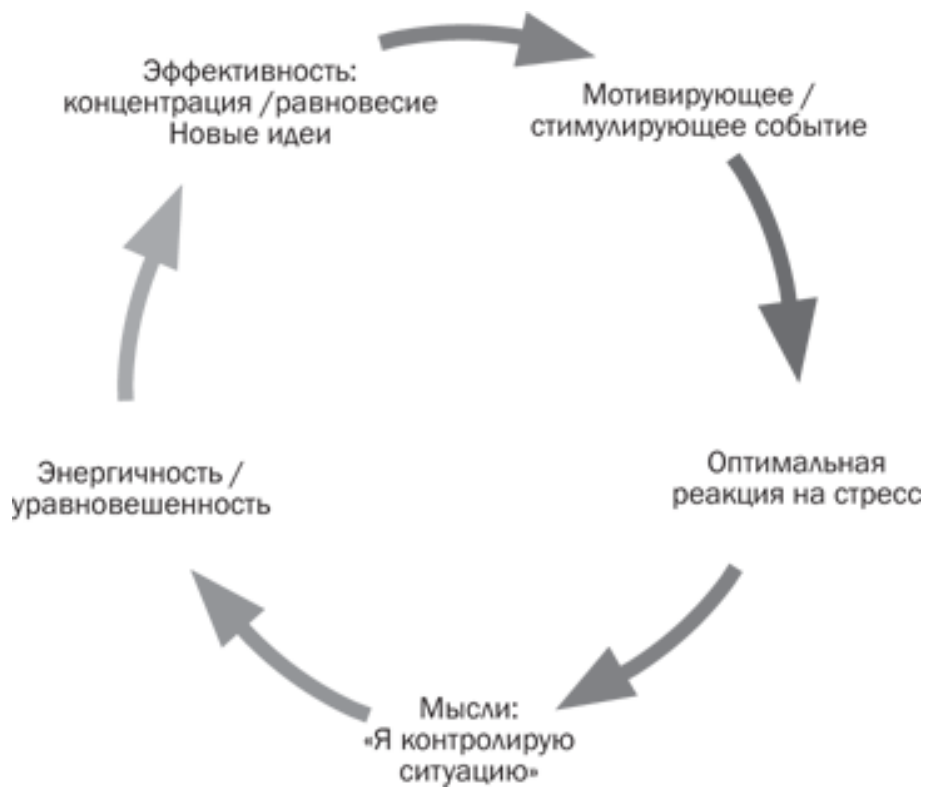 Эффективность:
концентрация /равновесие
Новые идеи
Мотивирующее /
стимулирующее событие
Оптимальная
реакция на стресс
Мысли:
«Я контролирую
ситуацию»
Энергичность /
уравновешенность